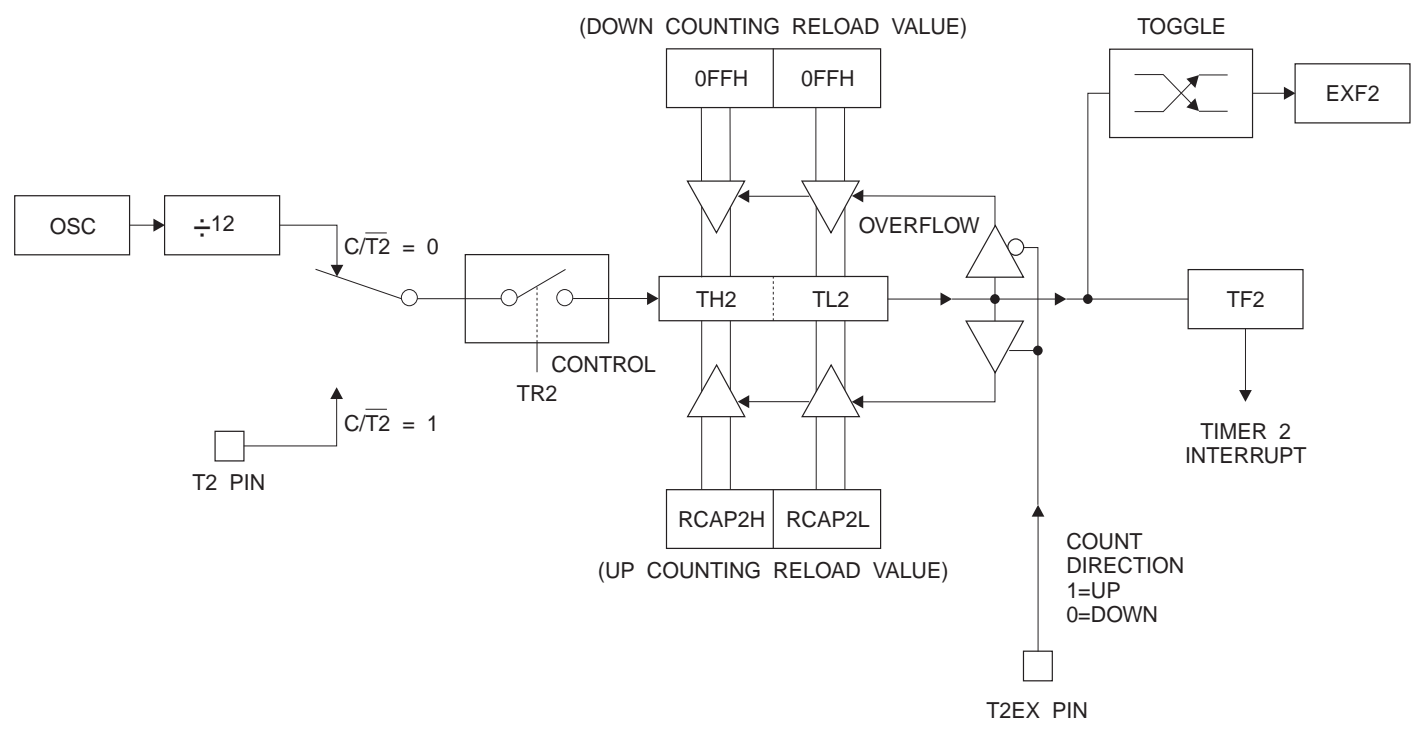 (DOWN COUNTING RELOAD VALUE)
TOGGLE
0FFH
0FFH
EXF2
OSC
÷12
C/T2̅ = 0
OVERFLOW
TH2
TL2
TF2
CONTROL
TR2
C/T2̅ = 1
T2 PIN
TIMER 2
INTERRUPT
RCAP2H
RCAP2L
(UP COUNTING RELOAD VALUE)
COUNT
DIRECTION
1=UP
0=DOWN
T2EX PIN